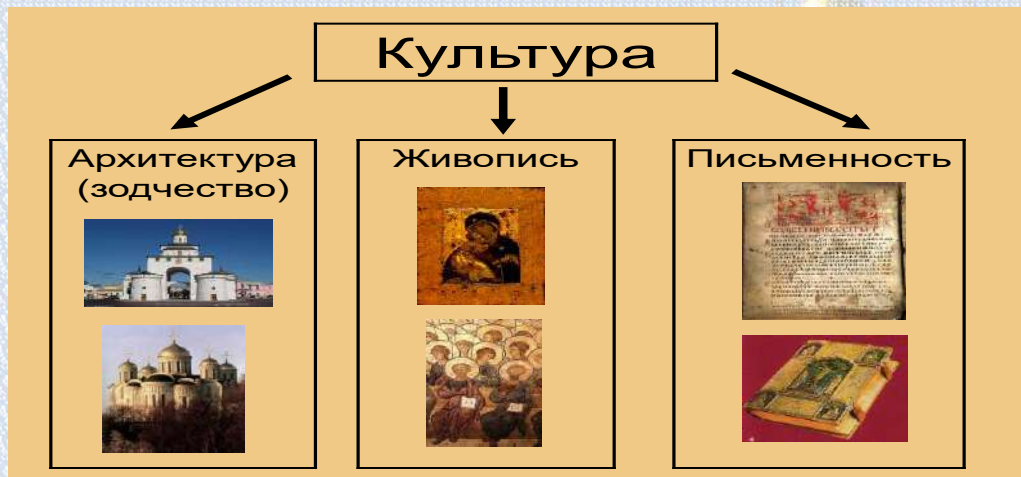 Культура
Архитектура
(зодчество)
Живопись
Письменность